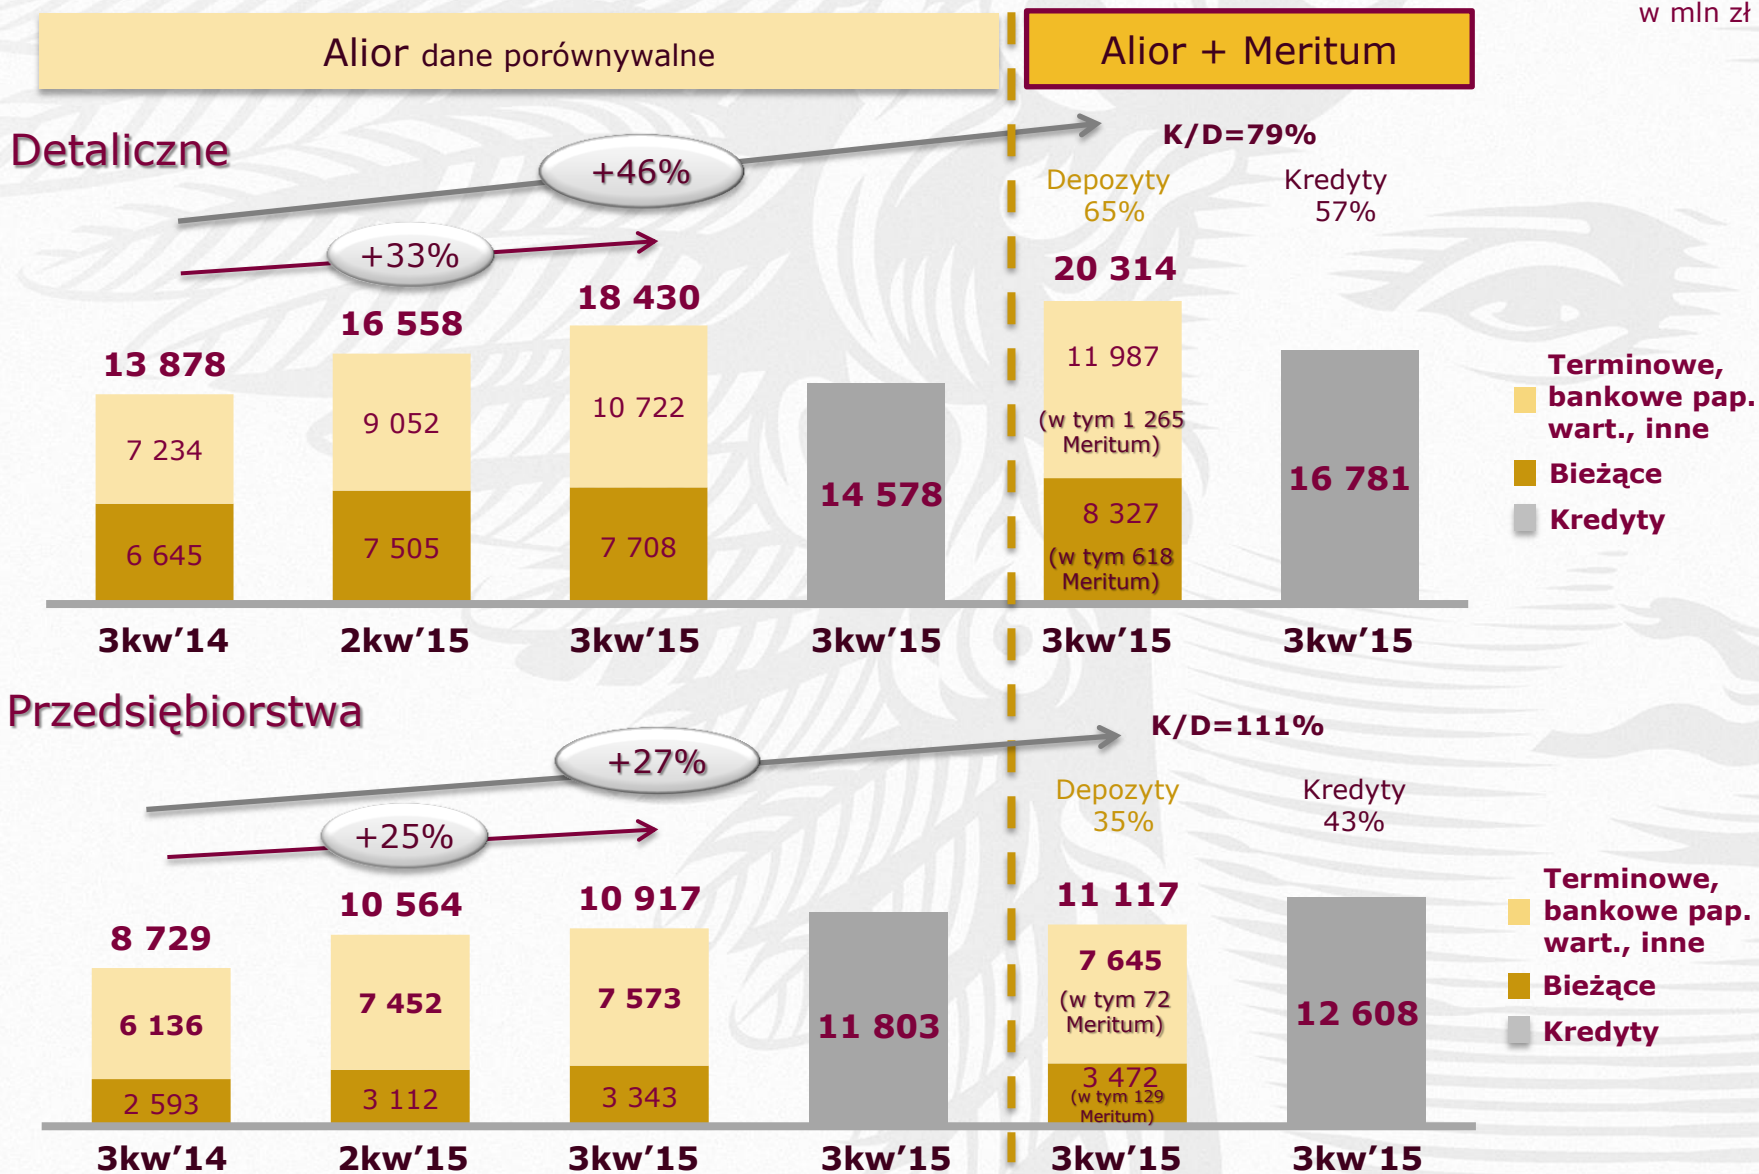 w mln zł
Alior dane porównywalne
Alior + Meritum
Detaliczne
+46%
+33%
K/D=79%
Depozyty
65%
Kredyty
57%
13 878
16 558
18 430
20 314
7 234
9 052
10 722
11 987
(w tym 1 265
Meritum)
6 645
7 505
7 708
14 578
8 327
(w tym 618
Meritum)
16 781
Terminowe,
bankowe pap.
wart., inne
Bieżące
Kredyty
3kw’14
2kw’15
3kw’15
3kw’15
3kw’15
3kw’15
Przedsiębiorstwa
+27%
+25%
K/D=111%
Depozyty
35%
Kredyty
43%
8 729
10 564
10 917
11 117
6 136
7 452
7 573
7 645
(w tym 72
Meritum)
2 593
3 112
3 343
11 803
3 472
(w tym 129
Meritum)
12 608
Terminowe,
bankowe pap.
wart., inne
Bieżące
Kredyty
3kw’14
2kw’15
3kw’15
3kw’15
3kw’15
3kw’15